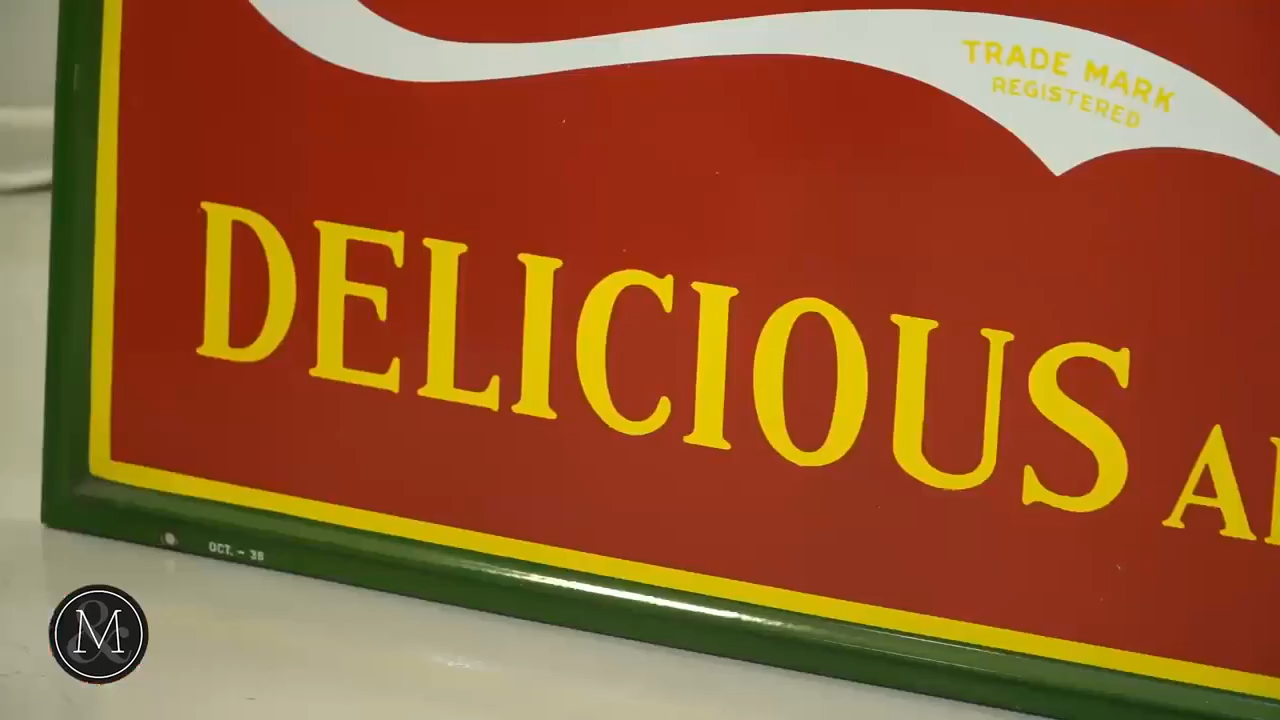 TRADE MARK
REGISTERED
DELICIOUS
OCT. - 38
M